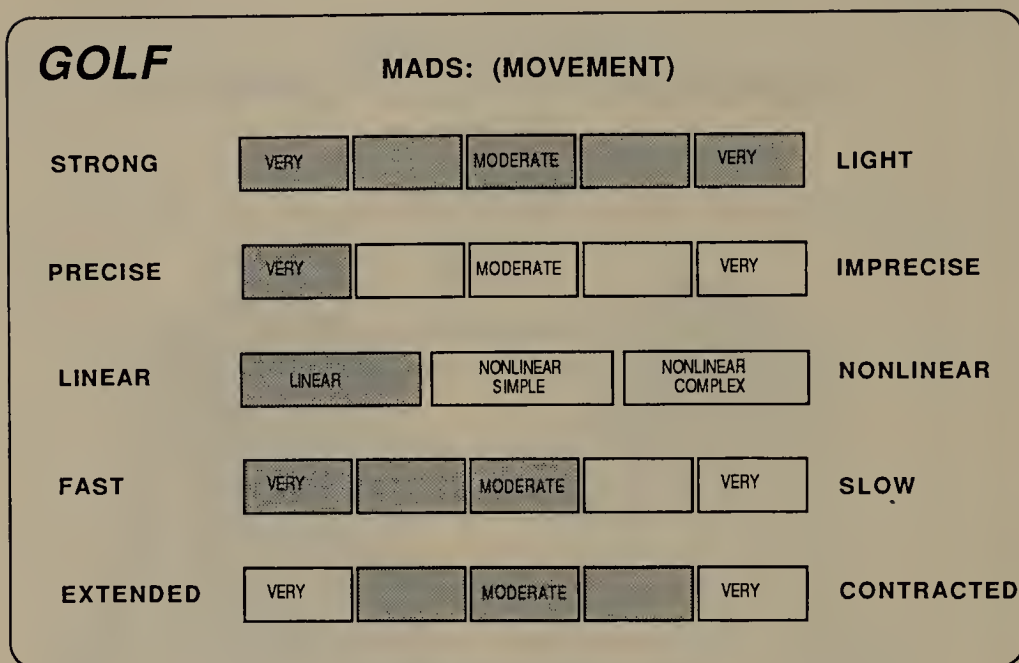 GOLF MADS: (MOVEMENT)
STRONG VERY MODERATE VERY LIGHT
PRECISE VERY MODERATE VERY IMPRECISE
LINEAR LINEAR NONLINEAR SIMPLE NONLINEAR COMPLEX NONLINEAR
FAST VERY MODERATE VERY SLOW
EXTENDED VERY MODERATE VERY CONTRACTED